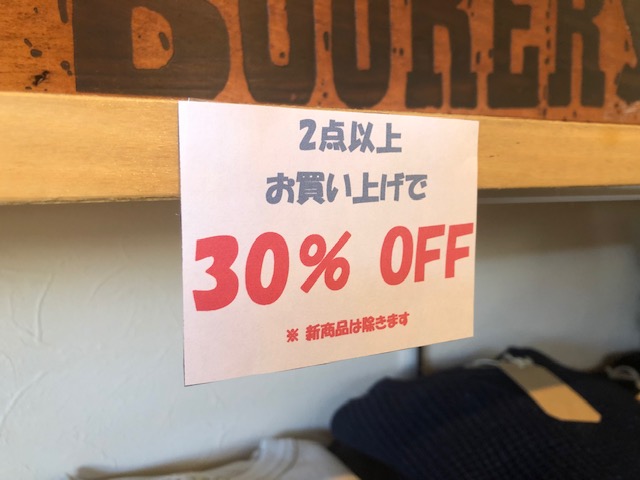 BOOKER'S
2点以上
お買い上げで
30% OFF
※ 新商品は除きます